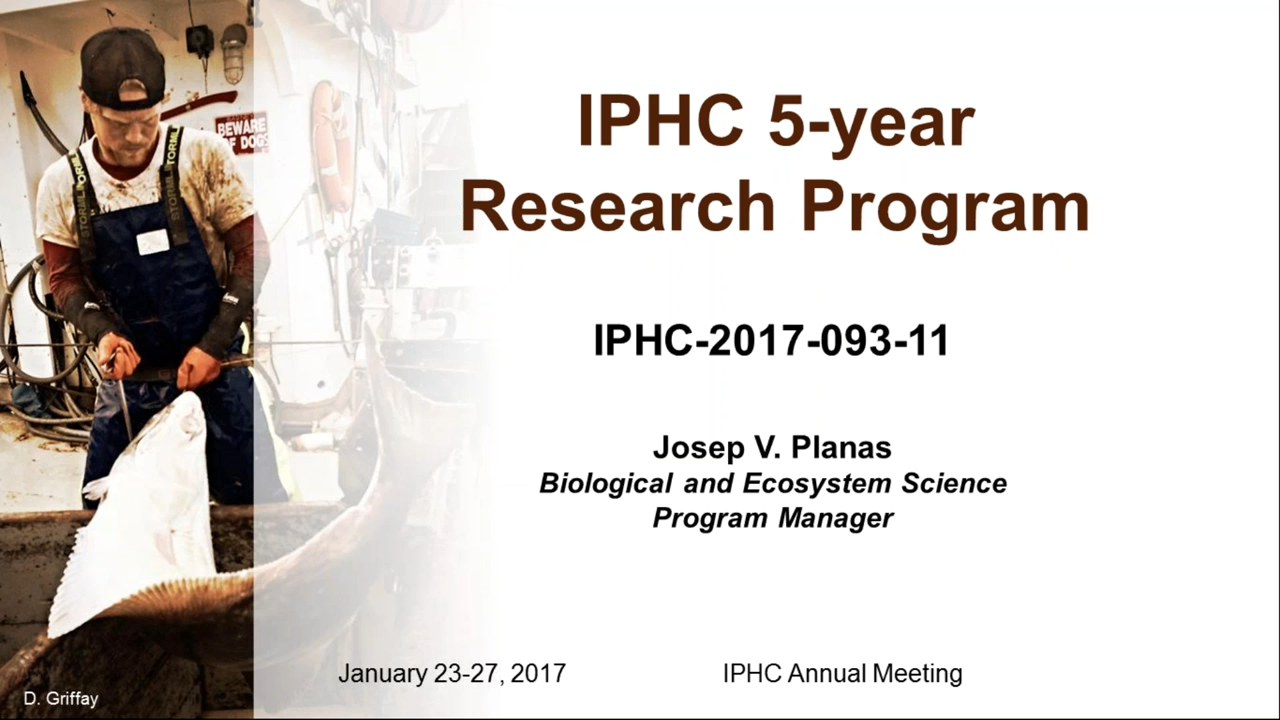 IPHC 5-year
Research Program
IPHC-2017-093-11
Josep V. Planas
Biological and Ecosystem Science
Program Manager
January 23-27, 2017
IPHC Annual Meeting
D. Griffay
BEWARE
OF DOGS